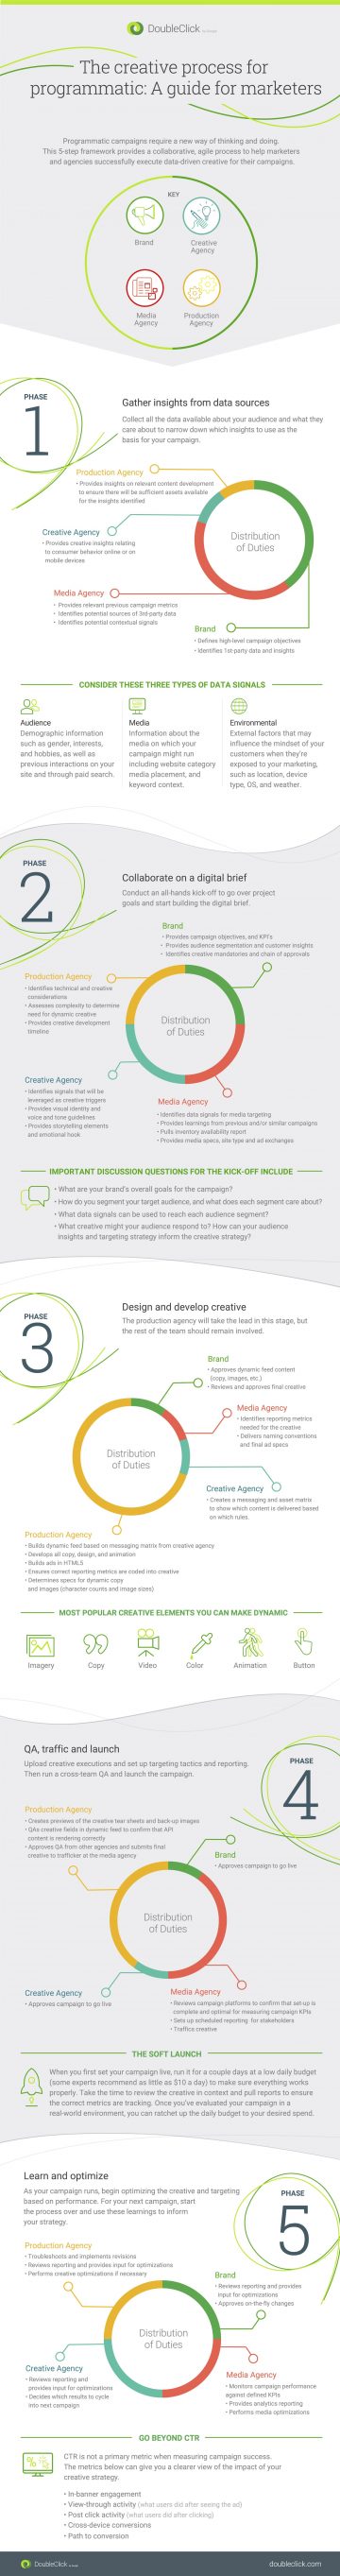 DoubleClick
The creative process for
programmatic: A guide for marketers
Programmatic campaigns require a new way of thinking and doing.
This 5-step framework provides a collaborative, agile process to help marketers
and agencies successfully execute data-driven creative for their campaigns.
KEY
Brand
Creative
Agency
Media
Agency
Production
Agency
PHASE
1
Gather insights from data sources
Collect all the data available about your audience and what they
care about to narrow down which insights to use as the
basis for your campaign.
Production Agency
• Provides insights on relevant content development
to ensure there will be sufficient assets available
for the insights identified
Creative Agency
• Provides creative insights relating
to consumer behavior online or on
mobile devices
Distribution
of Duties
Media Agency
• Provides relevant previous campaign metrics
• Identifies potential sources of 3rd-party data
• Identifies potential contextual signals
Brand
• Defines high-level campaign objectives
• Identifies 1st party data and insights
CONSIDER THESE THREE TYPES OF DATA SIGNALS
Audience
Demographic information
such as gender, interests,
and hobbies, as well as
previous interactions on your
site and through paid search.
Media
Information about the
media on which your
campaign might run
including website category
media placement, and
keyword context.
Environmental
External factors that may
influence the mindset of your
customers when they're
exposed to your marketing,
such as location, device
type, OS, and weather.
PHASE
2
Collaborate on a digital brief
Conduct an all-hands kick-off to go over project
goals and start building the digital brief.
Brand
• Provides campaign objectives, and KPI's
• Provides audience segmentation and customer insights
• Identifies creative mandatories and chain of approvals
Production Agency
• Identifies technical and creative
considerations
• Assesses complexity to determine
need for dynamic creative
• Provides creative development
timeline
Distribution
of Duties
Creative Agency
• Identifies signals that will be
leveraged as creative triggers
• Provides visual identity and
voice and tone guidelines
• Provides storytelling elements
and emotional hook
Media Agency
• Identifies data signals for media targeting
• Provides learnings from previous and/or similar campaigns
• Pulls inventory availability report
• Provides media specs, site type and ad exchanges
IMPORTANT DISCUSSION QUESTIONS FOR THE KICK-OFF INCLUDE
• What are your brand's overall goals for the campaign?
• How do you segment your target audience, and what does each segment care about?
• What data signals can be used to reach each audience segment?
• What creative might your audience respond to? How can your audience
insights and targeting strategy inform the creative strategy?
PHASE
3
Design and develop creative
The production agency will take the lead in this stage, but
the rest of the team should remain involved.
Brand
• Approves dynamic feed content
(copy, images, etc.)
• Reviews and approves final creative
Media Agency
• Identifies reporting metrics
needed for the creative
• Delivers naming conventions
and final ad specs
Distribution
of Duties
Creative Agency
• Creates a messaging and asset matrix
to show which content is delivered based
on which rules.
Production Agency
• Builds dynamic feed based on messaging matrix from creative agency
• Develops all copy, design, and animation
• Builds ads in HTML5
• Ensures correct reporting metrics are coded into creative
• Determines specs for dynamic copy
and images (character counts and image sizes)
MOST POPULAR CREATIVE ELEMENTS YOU CAN MAKE DYNAMIC
Imagery
Copy
Video
Color
Animation
Button
QA, traffic and launch
Upload creative executions and set up targeting tactics and reporting.
Then run a cross-team QA and launch the campaign.
PHASE
4
Production Agency
• Creates previews of the creative tear sheets and back-up images
• QAs creative fields in dynamic feed to confirm that API
content is rendering correctly
• Approves QA from other agencies and submits final
creative to trafficker at the media agency
Brand
• Approves campaign to go live
Distribution
of Duties
Creative Agency
• Approves campaign to go live
Media Agency
• Reviews campaign platforms to confirm that set-up is
complete and optimal for measuring campaign KPIs
• Sets up scheduled reporting for stakeholders
• Traffics creative
THE SOFT LAUNCH
When you first set your campaign live, run it for a couple days at a low daily budget
(some experts recommend as little as $10 a day) to make sure everything works
properly. Take the time to review the creative in context and pull reports to ensure
the correct metrics are tracking. Once you've evaluated your campaign in a
real-world environment, you can ratchet up the daily budget to your desired spend.
Learn and optimize
As your campaign runs, begin optimizing the creative and targeting
based on performance. For your next campaign, start
the process over and use these learnings to inform
your strategy.
PHASE
5
Production Agency
• Troubleshoots and implements revisions
• Reviews reporting and provides input for optimizations
• Performs creative optimizations if necessary
Brand
• Reviews reporting and provides
input for optimizations
• Approves on-the-fly changes
Distribution
of Duties
Creative Agency
• Reviews reporting and
provides input for optimizations
• Decides which results to cycle
into next campaign
Media Agency
• Monitors campaign performance
against defined KPIs
• Provides analytics reporting
• Performs media optimizations
GO BEYOND CTR
CTR is not a primary metric when measuring campaign success.
The metrics below can give you a clearer view of the impact of your
creative strategy.
• In-banner engagement
• View-through activity (what users did after seeing the ad)
• Post click activity (what users did after clicking)
• Cross-device conversions
• Path to conversion
DoubleClick
doubleclick.com